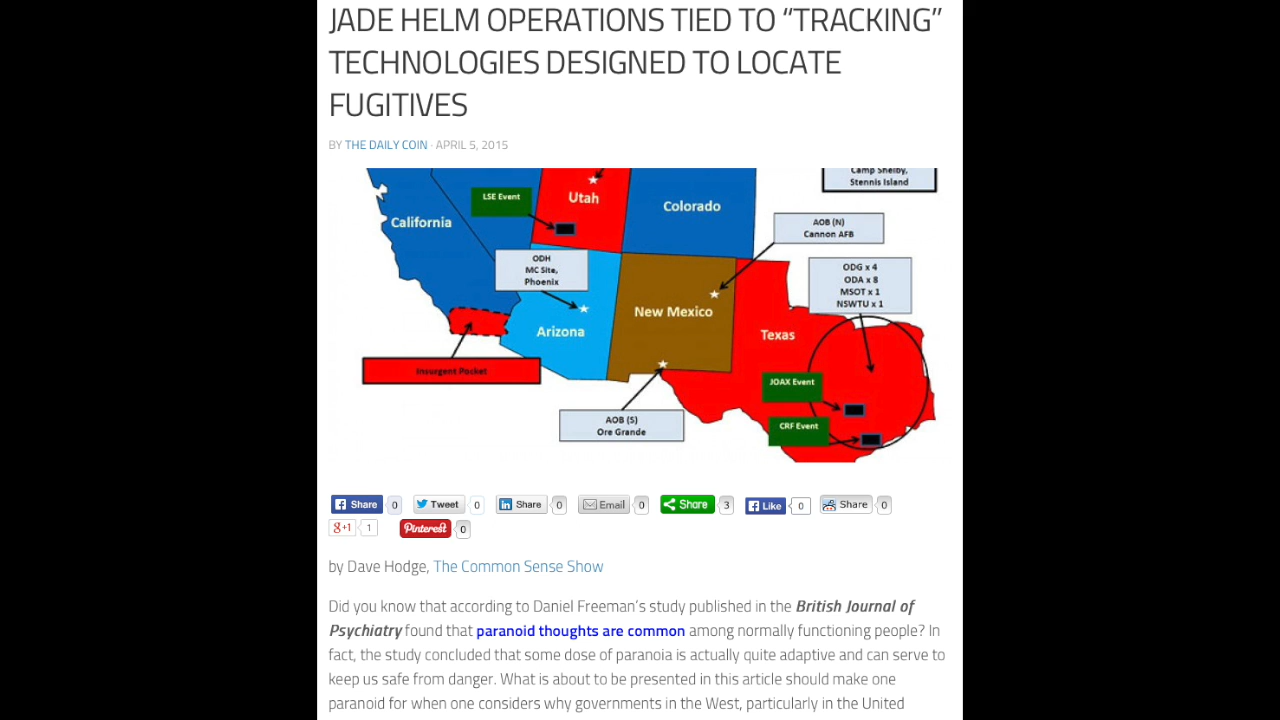 JADE HELM OPERATIONS TIED TO “TRACKING”
TECHNOLOGIES DESIGNED TO LOCATE
FUGITIVES
BY THE DAILY COIN · APRIL 5, 2015
Camp Shelby,
Stennis Island
LSE Event
Utah
Colorado
California
AOB (N)
Cannon AFB
ODH
MC Site,
Phoenix
ODG x 4
ODA x 8
MSOT x 1
NSWTU x 1
New Mexico
Arizona
Texas
Insurgent Pocket
JOAX Event
AOB (S)
Ore Grande
CRF Event
Share 0 Tweet 0 Share 0 Email 0 Share 3 Like 0 Share 0
g+1 1 Pinterest 0
by Dave Hodge, The Common Sense Show
Did you know that according to Daniel Freeman’s study published in the British Journal of
Psychiatry found that paranoid thoughts are common among normally functioning people? In
fact, the study concluded that some dose of paranoia is actually quite adaptive and can serve to
keep us safe from danger. What is about to be presented in this article should make one
paranoid for when one considers why governments in the West, particularly in the United